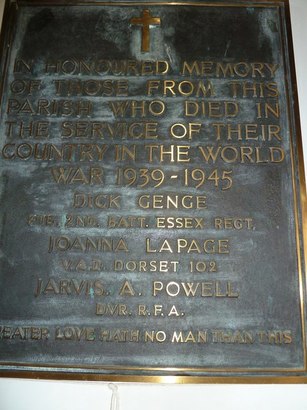 IN HONOURED MEMORY
OF THOSE FROM THIS
PARISH WHO DIED IN
THE SERVICE OF THEIR
COUNTRY IN THE WORLD
WAR 1939-1945
DICK GENGE
2ND. BATT. ESSEX REGT.
JOANNA LAPAGE
V.A.D. DORSET 102
JARVIS. A. POWELL
DVR. R.F.A.
GREATER LOVE HATH NO MAN THAN THIS